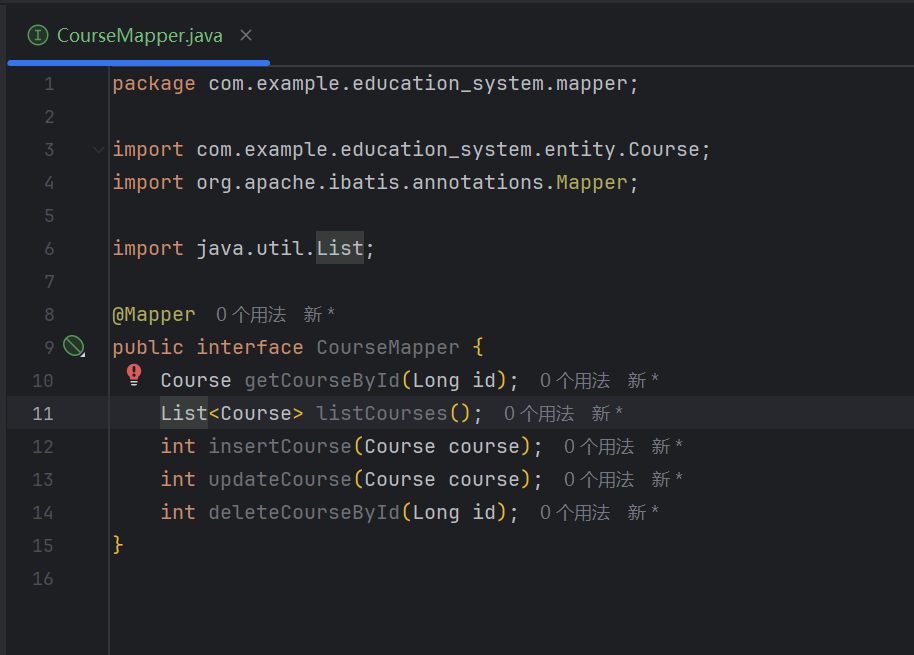 CourseMapper.java
1 package com.example.education_system.mapper;
2
3 import com.example.education_system.entity.Course;
4 import org.apache.ibatis.annotations.Mapper;
5
6 import java.util.List;
7
8 @Mapper 0 个用法 新 *
9 public interface CourseMapper {
10 Course getCourseById(Long id); 0 个用法 新 *
11 List<Course> listCourses(); 0 个用法 新 *
12 int insertCourse(Course course); 0 个用法 新 *
13 int updateCourse(Course course); 0 个用法 新 *
14 int deleteCourseById(Long id); 0 个用法 新 *
15 }
16